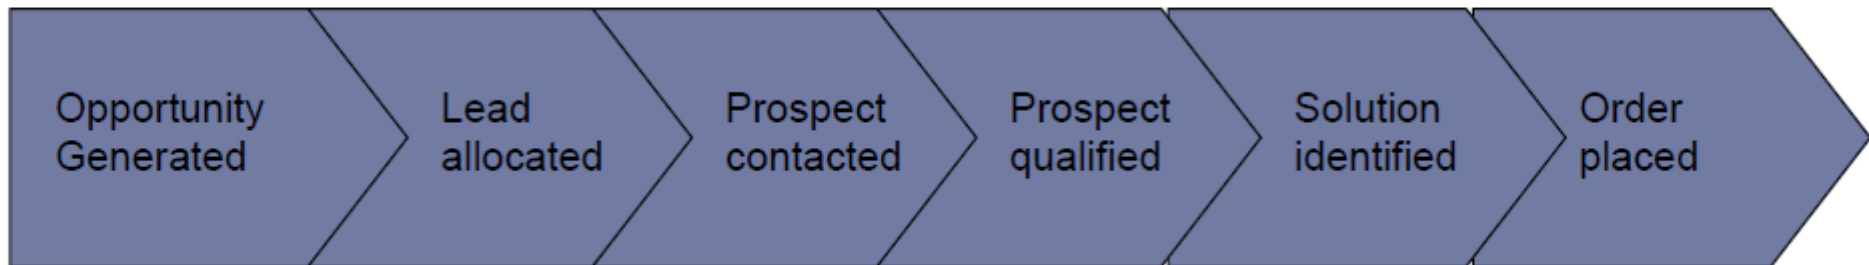 Opportunity
Generated
Lead
allocated
Prospect
contacted
Prospect
qualified
Solution
identified
Order
placed